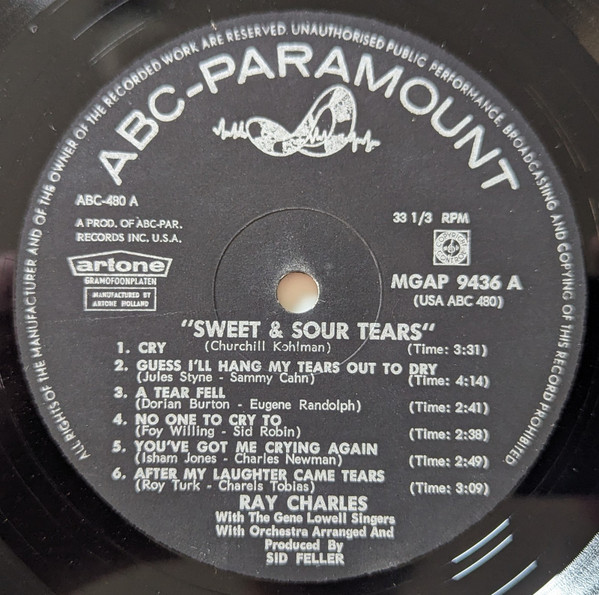 ALL RIGHTS OF THE MANUFACTURER AND OF THE OWNER OF THE RECORDED WORK ARE RESERVED. UNAUTHORISED PUBLIC PERFORMANCE, BROADCASTING AND COPYING OF THIS RECORD PROHIBITED
ABC-PARAMOUNT
ABC-480 A
A PROD. OF ABC-PAR.
RECORDS INC. U.S.A.
33 1/3 RPM
artone
GRAMOFOONPLATEN
MANUFACTURED BY
ARTONE HOLLAND
MGAP 9436 A
(USA ABC 480)
"SWEET & SOUR TEARS"
1. CRY (Churchill Kohlman) (Time: 3:31)
2. GUESS I'LL HANG MY TEARS OUT TO DRY
(Jules Styne - Sammy Cahn) (Time: 4:14)
3. A TEAR FELL
(Dorian Burton - Eugene Randolph) (Time: 2:41)
4. NO ONE TO CRY TO
(Foy Willing - Sid Robin) (Time: 2:38)
5. YOU'VE GOT ME CRYING AGAIN
(Isham Jones - Charles Newman) (Time: 2:49)
6. AFTER MY LAUGHTER CAME TEARS
(Roy Turk - Charels Tobias) (Time: 3:09)
RAY CHARLES
With The Gene Lowell Singers
With Orchestra Arranged And
Produced By
SID FELLER